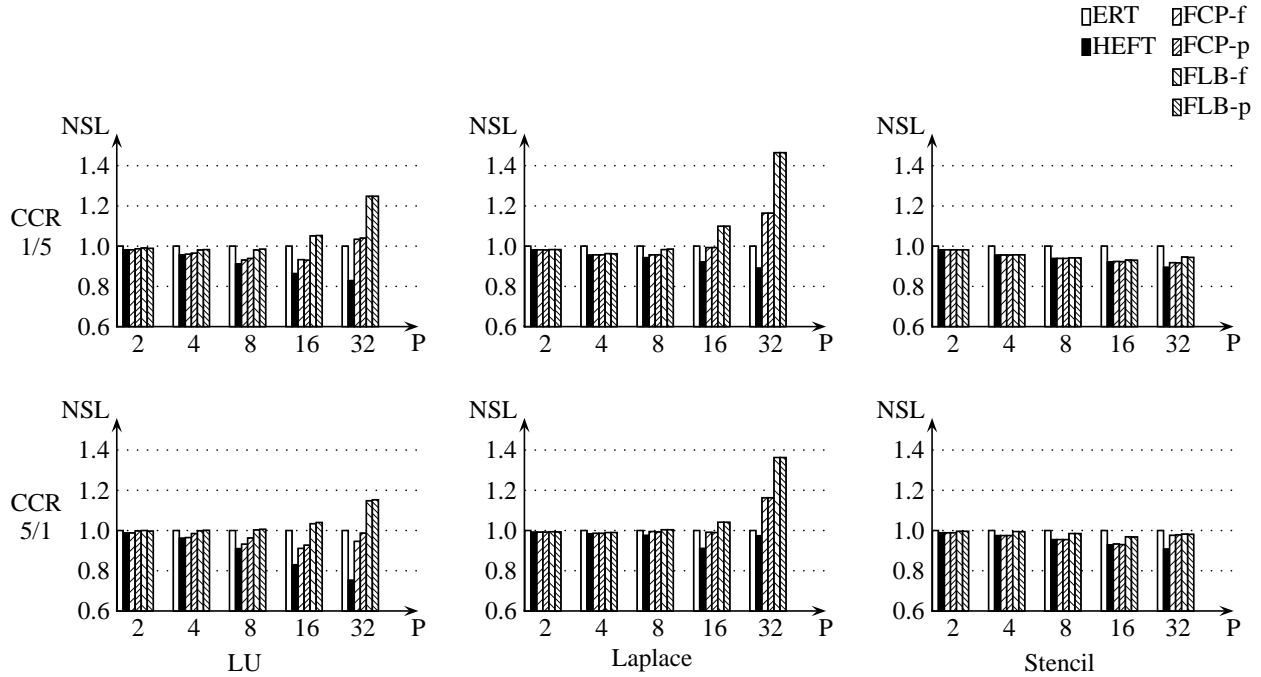 ERT FCP-f
HEFT FCP-p
FLB-f
FLB-p
NSL NSL NSL
1.4 1.4 1.4
1.2 1.2 1.2
CCR
1/5
1.0 1.0 1.0
0.8 0.8 0.8
0.6 0.6 0.6
2 4 8 16 32 P 2 4 8 16 32 P 2 4 8 16 32 P
NSL NSL NSL
1.4 1.4 1.4
1.2 1.2 1.2
CCR
5/1
1.0 1.0 1.0
0.8 0.8 0.8
0.6 0.6 0.6
2 4 8 16 32 P 2 4 8 16 32 P 2 4 8 16 32 P
LU Laplace Stencil